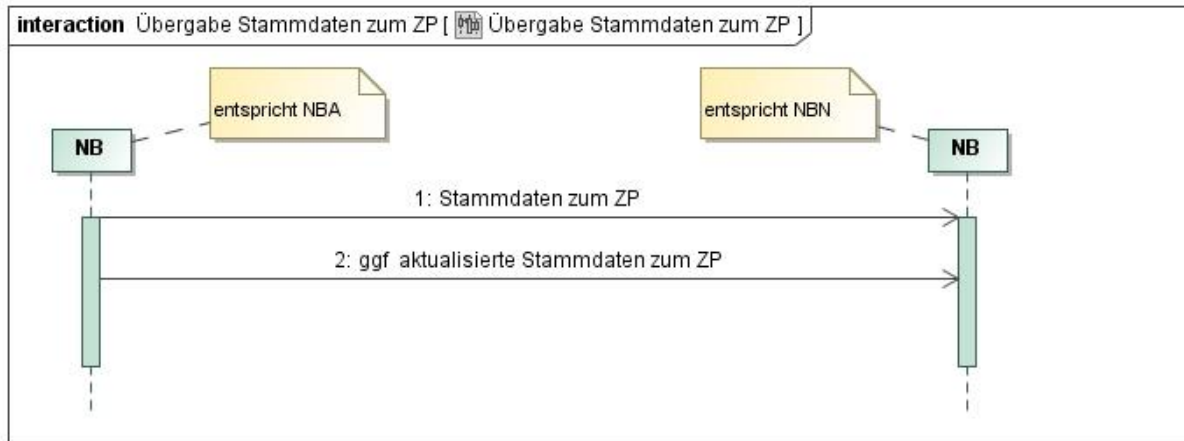 interaction Übergabe Stammdaten zum ZP [ Übergabe Stammdaten zum ZP ]
entspricht NBA
entspricht NBN
NB
NB
1: Stammdaten zum ZP
2: ggf aktualisierte Stammdaten zum ZP